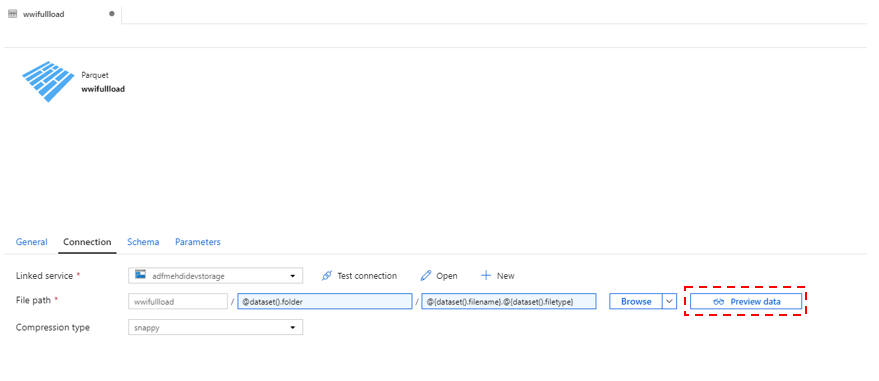 wwifullload
Parquet
wwifullload
General Connection Schema Parameters
Linked service * adfmehdidevstorage Test connection Open New
File path * wwifullload / @dataset().folder / @{dataset().filename}.@{dataset().filetype} Browse Preview data
Compression type snappy